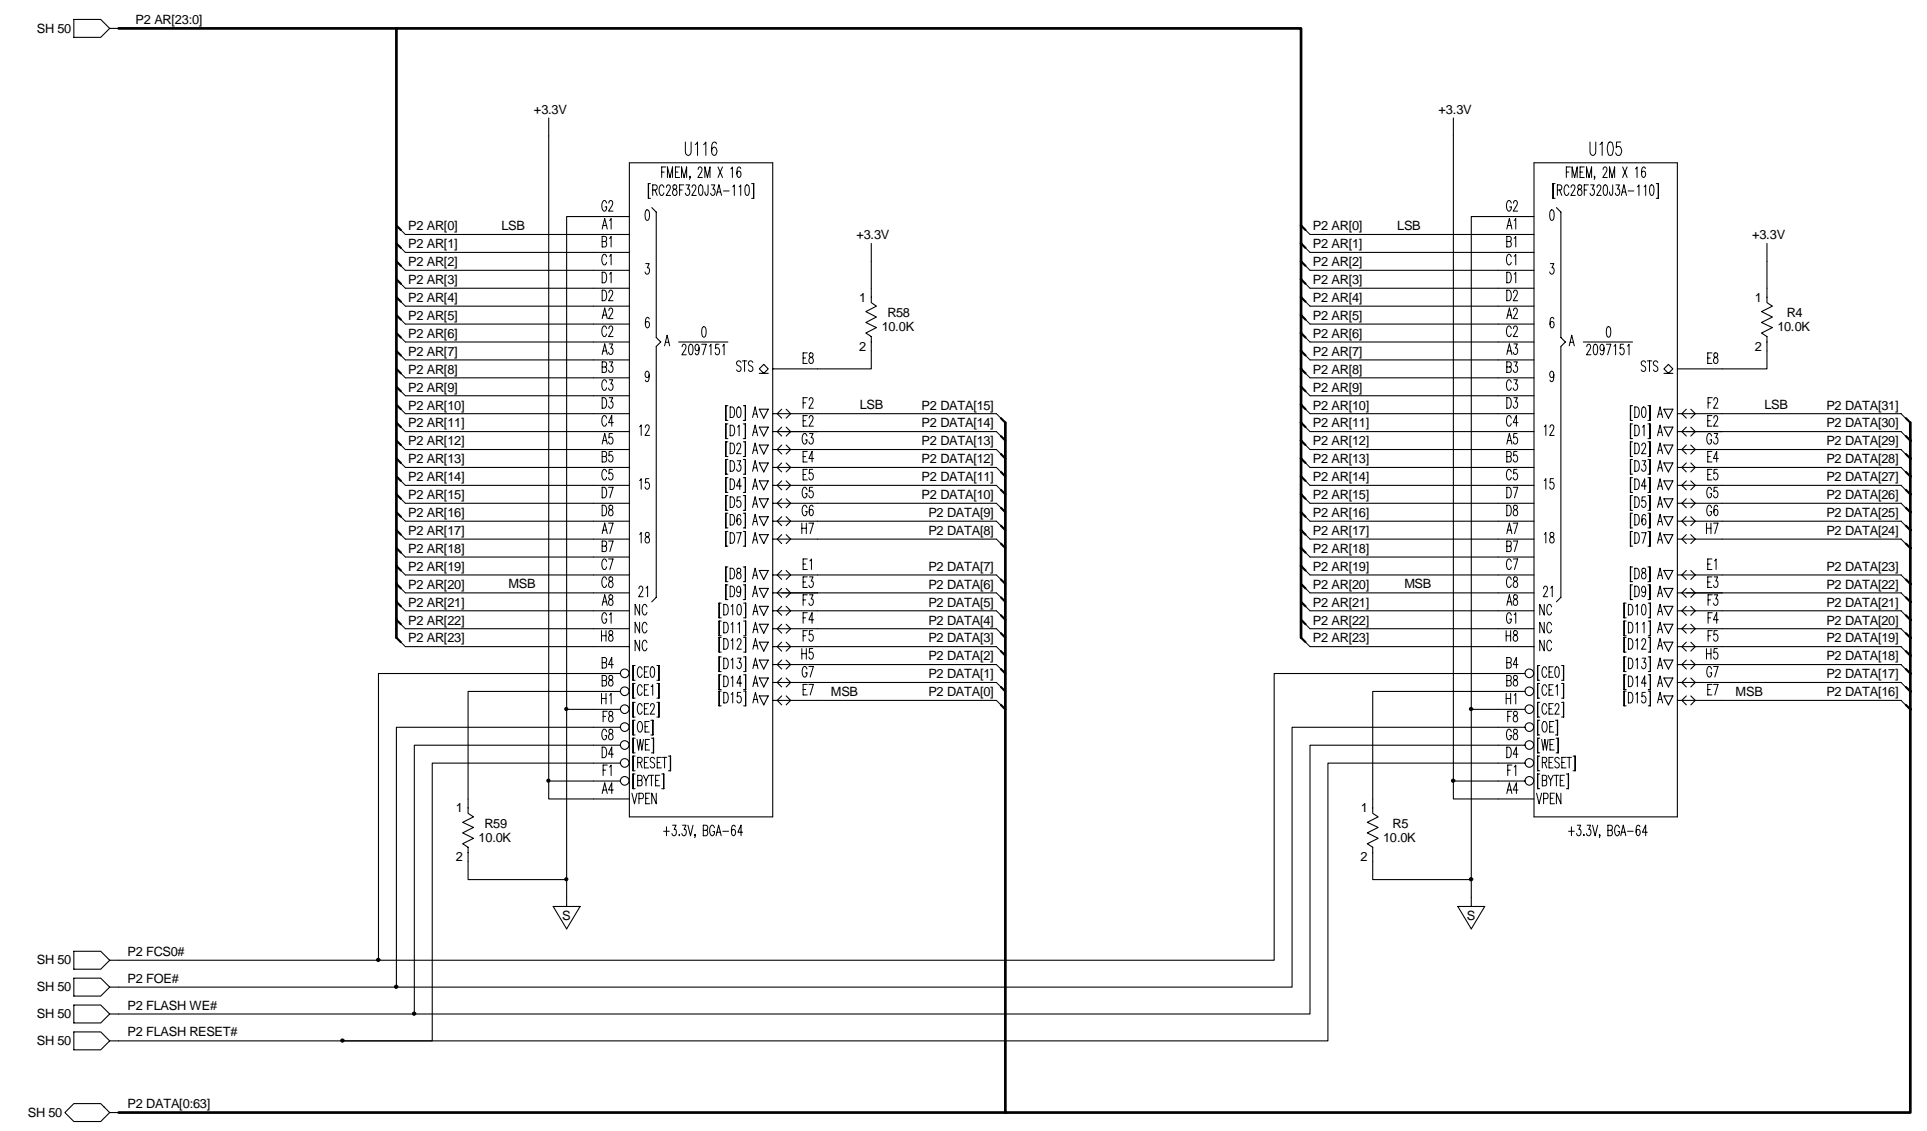 SH 50 P2 AR[23:0]
+3.3V
U116
FMEM, 2M X 16
[RC28F320J3A-110]
G2 0
P2 AR[0] LSB A1
P2 AR[1] B1
P2 AR[2] C1 3
P2 AR[3] D1
P2 AR[4] D2
P2 AR[5] A2 6
P2 AR[6] C2
P2 AR[7] A3
P2 AR[8] B3 9
P2 AR[9] C3
P2 AR[10] D3
P2 AR[11] C4 12
P2 AR[12] A5
P2 AR[13] B5
P2 AR[14] C5 15
P2 AR[15] D7
P2 AR[16] D8
P2 AR[17] A7 18
P2 AR[18] B7
P2 AR[19] C7
P2 AR[20] MSB C8 21
P2 AR[21] A8 NC
P2 AR[22] G1 NC
P2 AR[23] H8 NC
A 0
2097151
B4 [CE0]
B8 [CE1]
H1 [CE2]
F8 [OE]
G8 [WE]
D4 [RESET]
F1 [BYTE]
A4 VPEN
+3.3V
1
R58
10.0K
2
STS E8
[D0] A F2 LSB P2 DATA[15]
[D1] A E2 P2 DATA[14]
[D2] A G3 P2 DATA[13]
[D3] A E4 P2 DATA[12]
[D4] A E5 P2 DATA[11]
[D5] A G5 P2 DATA[10]
[D6] A G6 P2 DATA[9]
[D7] A H7 P2 DATA[8]
[D8] A E1 P2 DATA[7]
[D9] A E3 P2 DATA[6]
[D10] A F3 P2 DATA[5]
[D11] A F4 P2 DATA[4]
[D12] A F5 P2 DATA[3]
[D13] A H5 P2 DATA[2]
[D14] A G7 P2 DATA[1]
[D15] A E7 MSB P2 DATA[0]
1
R59
10.0K
2
+3.3V, BGA-64
S
+3.3V
U105
FMEM, 2M X 16
[RC28F320J3A-110]
G2 0
P2 AR[0] LSB A1
P2 AR[1] B1
P2 AR[2] C1 3
P2 AR[3] D1
P2 AR[4] D2
P2 AR[5] A2 6
P2 AR[6] C2
P2 AR[7] A3
P2 AR[8] B3 9
P2 AR[9] C3
P2 AR[10] D3
P2 AR[11] C4 12
P2 AR[12] A5
P2 AR[13] B5
P2 AR[14] C5 15
P2 AR[15] D7
P2 AR[16] D8
P2 AR[17] A7 18
P2 AR[18] B7
P2 AR[19] C7
P2 AR[20] MSB C8 21
P2 AR[21] A8 NC
P2 AR[22] G1 NC
P2 AR[23] H8 NC
A 0
2097151
B4 [CE0]
B8 [CE1]
H1 [CE2]
F8 [OE]
G8 [WE]
D4 [RESET]
F1 [BYTE]
A4 VPEN
+3.3V
1
R4
10.0K
2
STS E8
[D0] A F2 LSB P2 DATA[31]
[D1] A E2 P2 DATA[30]
[D2] A G3 P2 DATA[29]
[D3] A E4 P2 DATA[28]
[D4] A E5 P2 DATA[27]
[D5] A G5 P2 DATA[26]
[D6] A G6 P2 DATA[25]
[D7] A H7 P2 DATA[24]
[D8] A E1 P2 DATA[23]
[D9] A E3 P2 DATA[22]
[D10] A F3 P2 DATA[21]
[D11] A F4 P2 DATA[20]
[D12] A F5 P2 DATA[19]
[D13] A H5 P2 DATA[18]
[D14] A G7 P2 DATA[17]
[D15] A E7 MSB P2 DATA[16]
1
R5
10.0K
2
+3.3V, BGA-64
S
SH 50 P2 FCS0#
SH 50 P2 FOE#
SH 50 P2 FLASH WE#
SH 50 P2 FLASH RESET#
SH 50 P2 DATA[0:63]